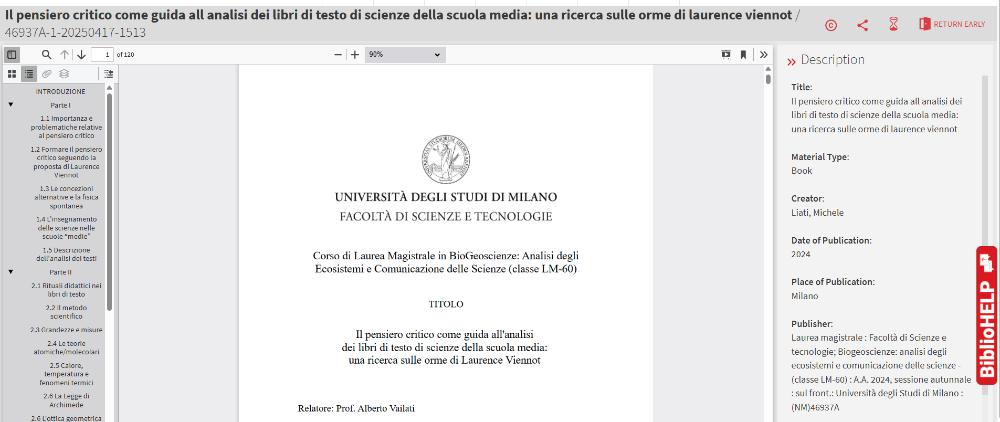 Il pensiero critico come guida all analisi dei libri di testo di scienze della scuola media: una ricerca sulle orme di laurence viennot /
46937A-1-20250417-1513
RETURN EARLY
1 of 120
90%
INTRODUZIONE
Parte I
1.1 Importanza e
problematiche relative
al pensiero critico
1.2 Formare il pensiero
critico seguendo la
proposta di Laurence
Viennot
1.3 Le concezioni
alternative e la fisica
spontanea
1.4 L'insegnamento
delle scienze nelle
scuole “medie”
1.5 Descrizione
dell'analisi dei testi
Parte II
2.1 Rituali didattici nei
libri di testo
2.2 Il metodo
scientifico
2.3 Grandezze e misure
2.4 Le teorie
atomiche/molecolari
2.5 Calore,
temperatura e
fenomeni termici
2.6 La Legge di
Archimede
2.6 L'ottica geometrica
UNIVERSITAS STUDIORUM MEDIOLANENSIS
UNIVERSITÀ DEGLI STUDI DI MILANO
FACOLTÀ DI SCIENZE E TECNOLOGIE
Corso di Laurea Magistrale in BioGeoscienze: Analisi degli
Ecosistemi e Comunicazione delle Scienze (classe LM-60)
TITOLO
Il pensiero critico come guida all'analisi
dei libri di testo di scienze della scuola media:
una ricerca sulle orme di Laurence Viennot
Relatore: Prof. Alberto Vailati
Description
Title:
Il pensiero critico come guida all analisi dei
libri di testo di scienze della scuola media:
una ricerca sulle orme di laurence viennot
Material Type:
Book
Creator:
Liati, Michele
Date of Publication:
2024
Place of Publication:
Milano
Publisher:
Laurea magistrale : Facoltà di Scienze e
tecnologie; Biogeoscienze: analisi degli
ecosistemi e comunicazione delle scienze -
(classe LM-60) : A.A. 2024, sessione autunnale
: sul front.: Università degli Studi di Milano :
(NM)46937A
BiblioHELP